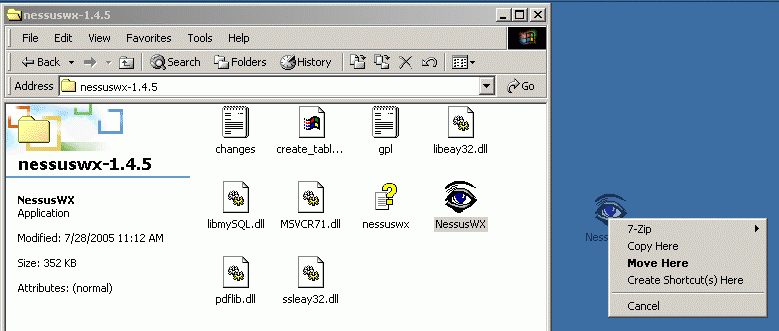 nessuswx-1.4.5
File Edit View Favorites Tools Help
Back Search Folders History
Address nessuswx-1.4.5 Go
nessuswx-1.4.5
NessusWX
Application
Modified: 7/28/2005 11:12 AM
Size: 352 KB
Attributes: (normal)
changes create_tabl... gpl libeay32.dll
libmySQL.dll MSVCR71.dll nessuswx NessusWX
pdflib.dll ssleay32.dll
Nes
7-Zip
Copy Here
Move Here
Create Shortcut(s) Here
Cancel